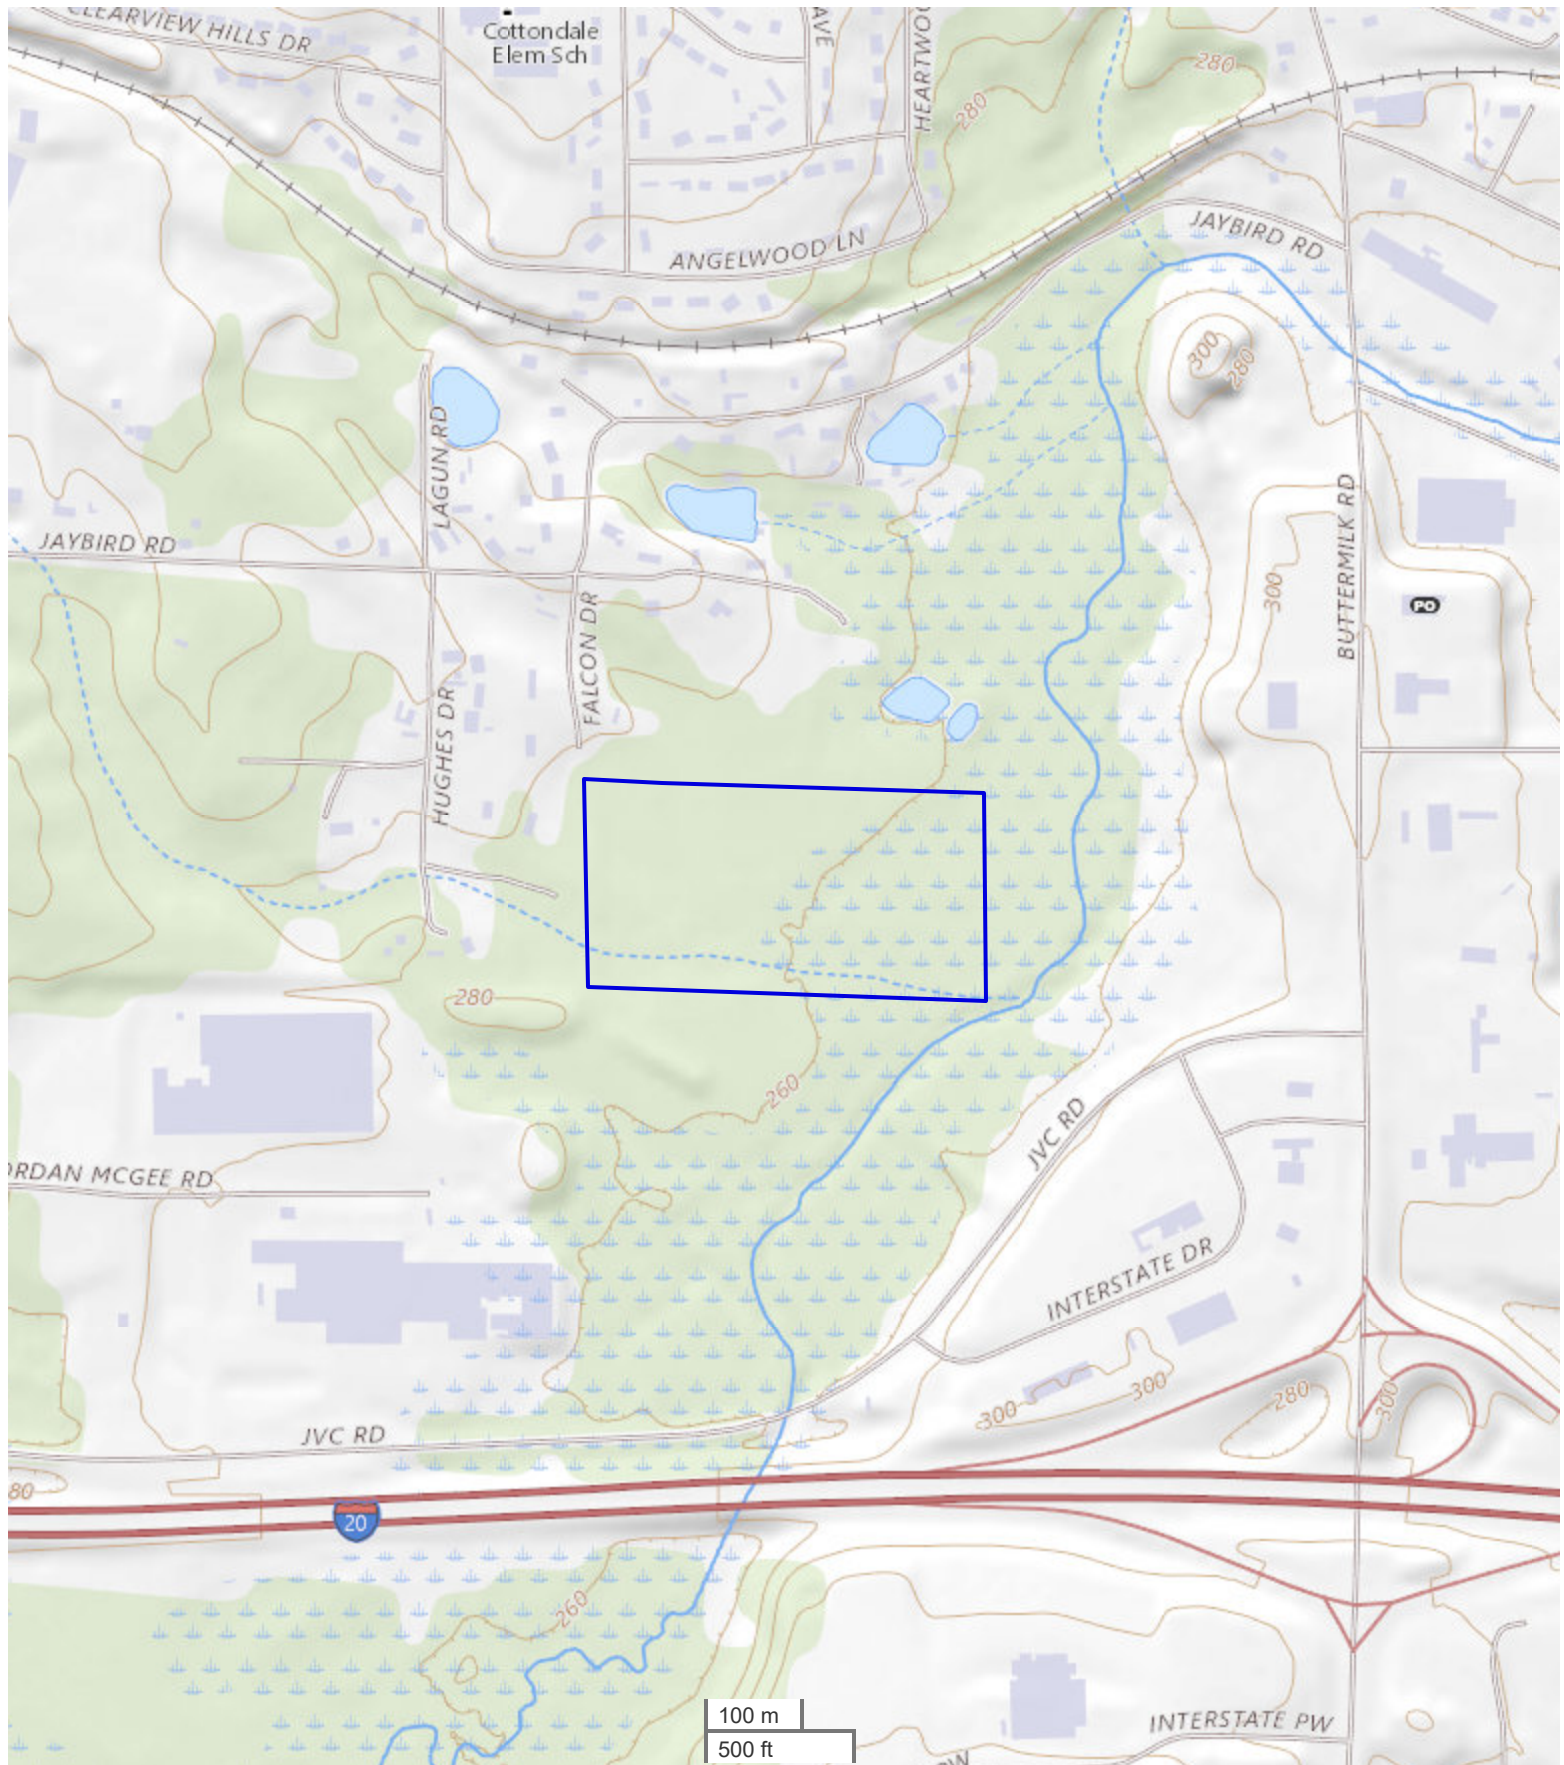 CLEARVIEW HILLS DR
Cottondale
Elem Sch
AVE
280
280
JAYBIRD RD
ANGELWOOD LN
300
280
LAGUN RD
JAYBIRD RD
BUTTERMILK RD
300
PO
FALCON DR
HUGHES DR
280
260
JVC RD
ORDAN MCGEE RD
INTERSTATE DR
300
300
280
300
JVC RD
80
20
260
100 m
500 ft
INTERSTATE PW